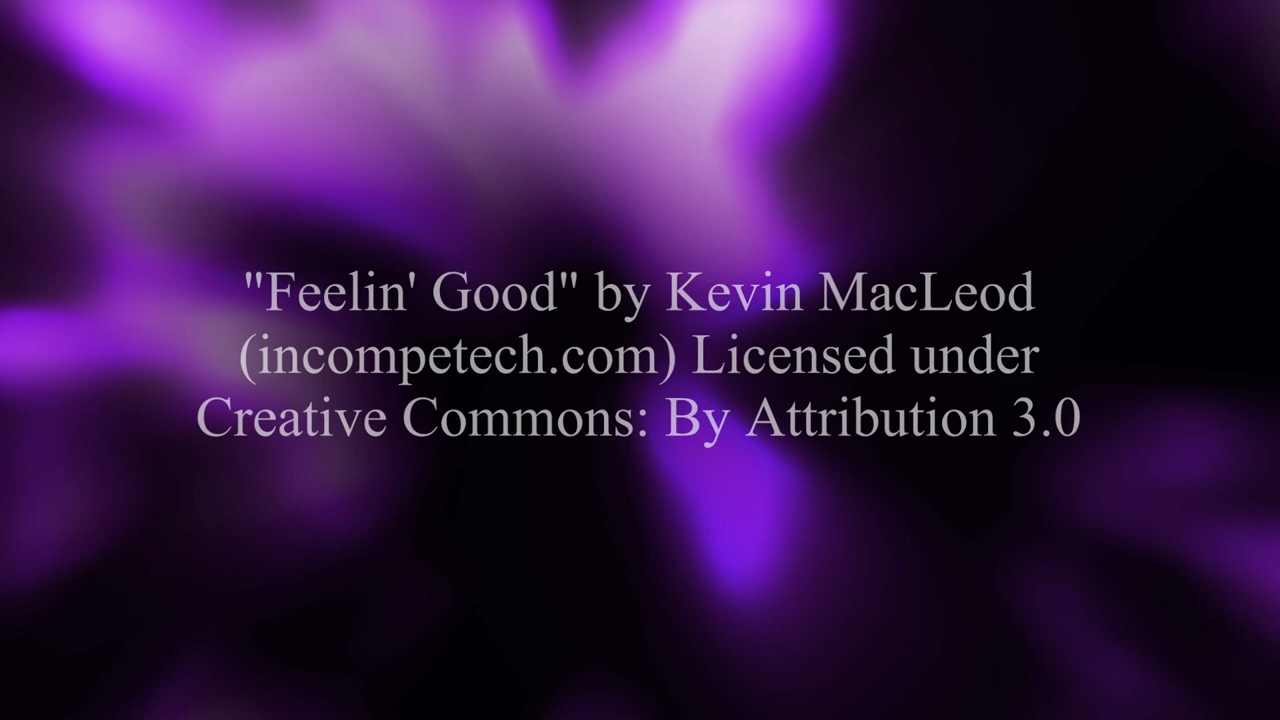 "Feelin' Good" by Kevin MacLeod
(incompetech.com) Licensed under
Creative Commons: By Attribution 3.0